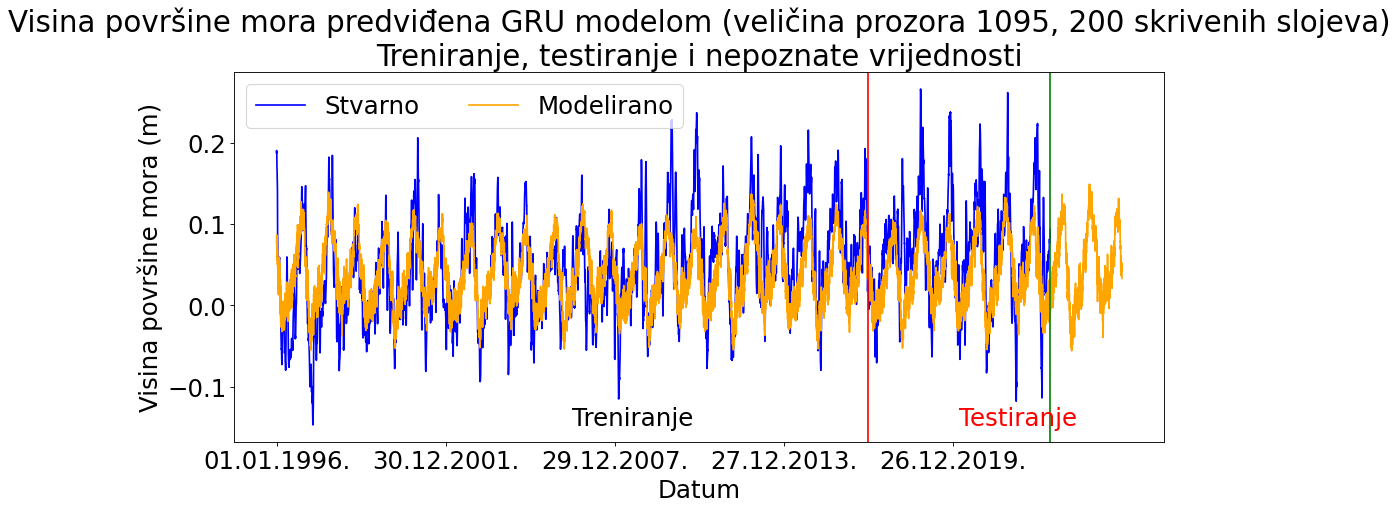 Visina površine mora predviđena GRU modelom (veličina prozora 1095, 200 skrivenih slojeva)
Treniranje, testiranje i nepoznate vrijednosti
Stvarno Modelirano
Visina površine mora (m)
0.2
0.1
0.0
−0.1
Treniranje Testiranje
01.01.1996. 30.12.2001. 29.12.2007. 27.12.2013. 26.12.2019.
Datum